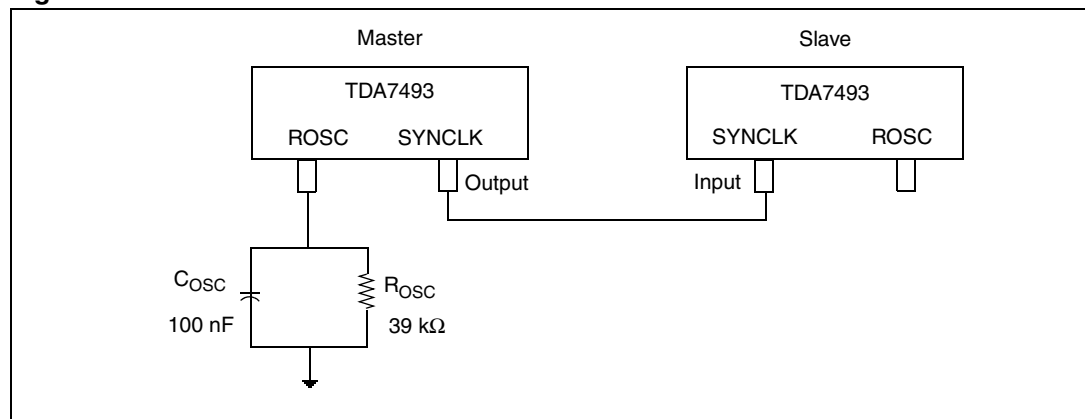 Master
Slave
TDA7493
TDA7493
ROSC
SYNCLK
SYNCLK
ROSC
Output
Input
COSC
ROSC
100 nF
39 kΩ